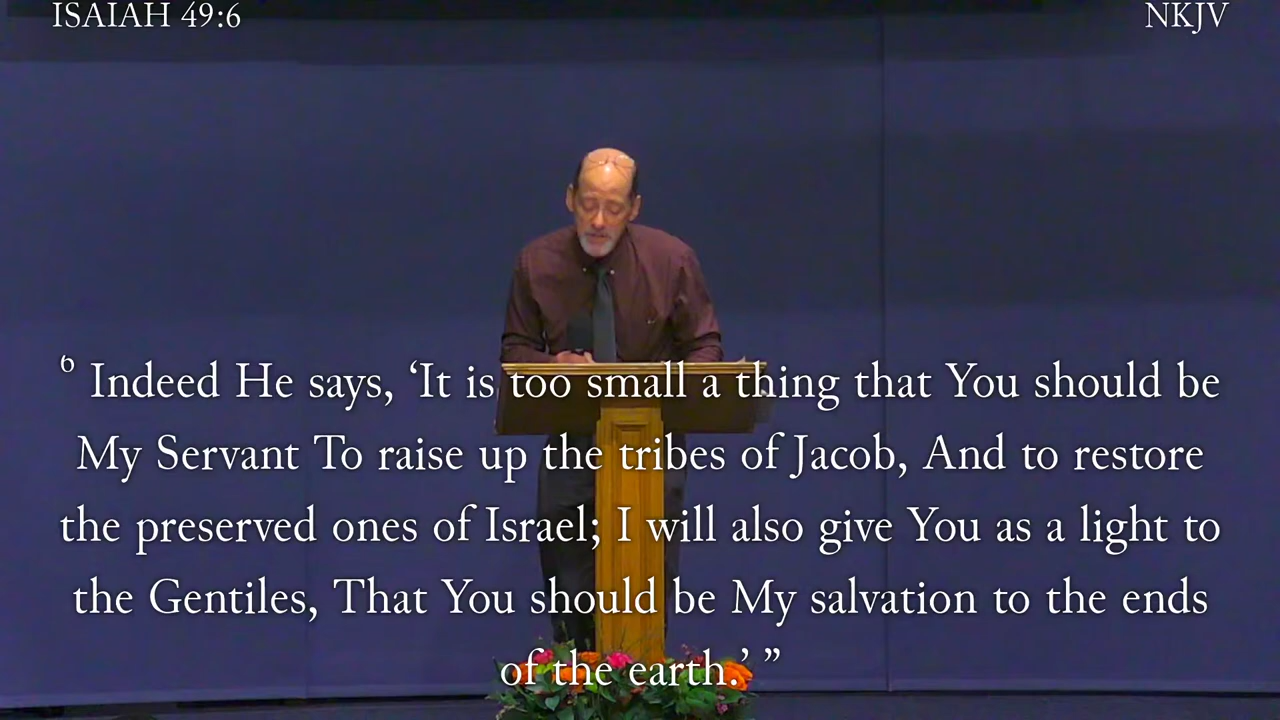 ISAIAH 49:6 NKJV
6 Indeed He says, ‘It is too small a thing that You should be
My Servant To raise up the tribes of Jacob, And to restore
the preserved ones of Israel; I will also give You as a light to
the Gentiles, That You should be My salvation to the ends
of the earth.’ ”